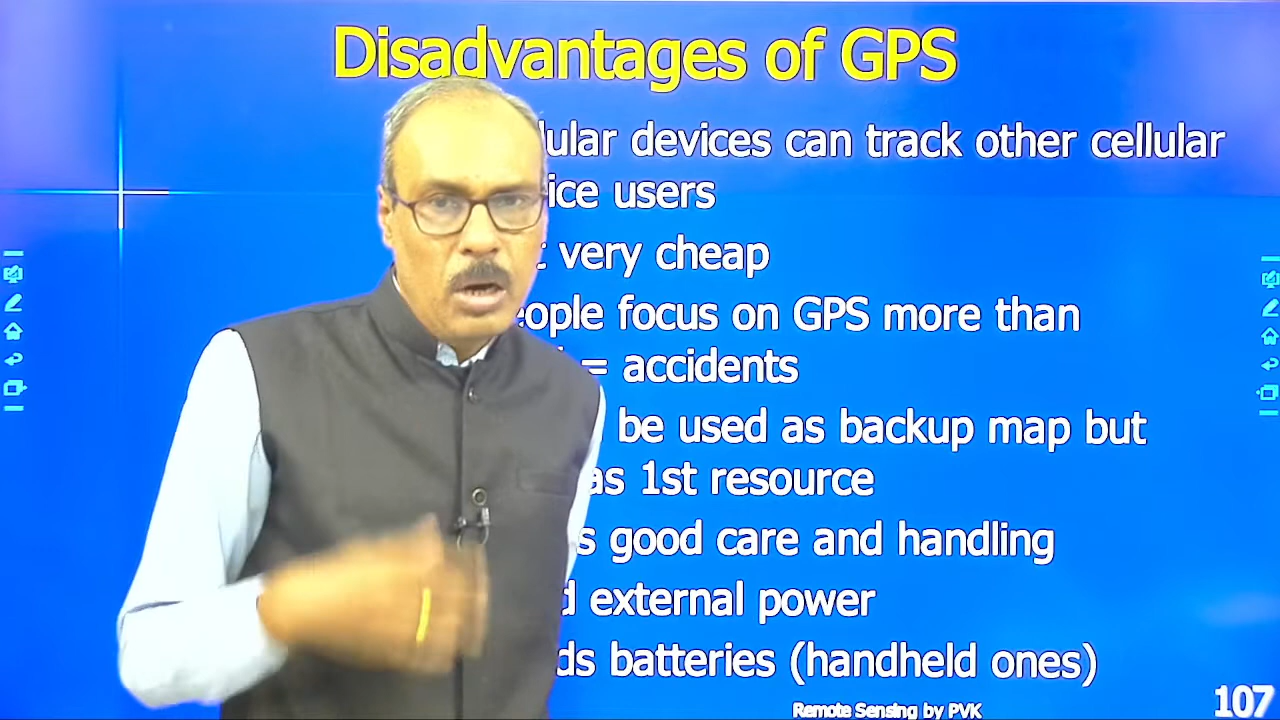 Disadvantages of GPS
lular devices can track other cellular
ice users
very cheap
eople focus on GPS more than
= accidents
be used as backup map but
as 1st resource
s good care and handling
d external power
ds batteries (handheld ones)
Remote Sensing by PVK
107